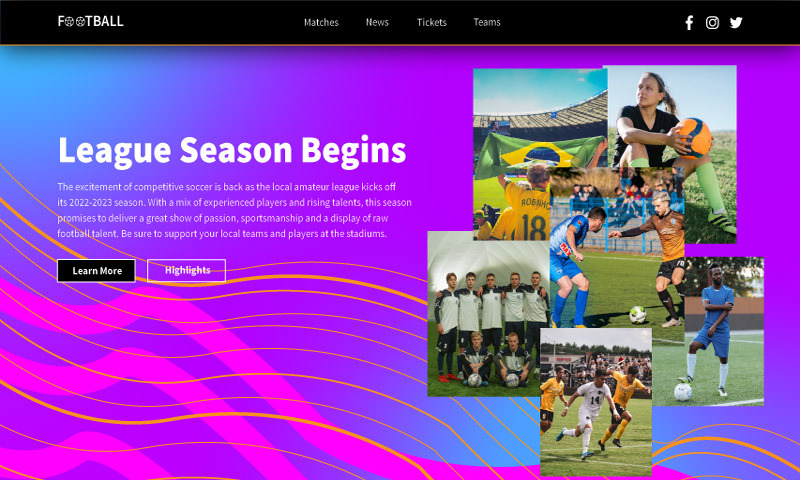 FOOTBALL
Matches
News
Tickets
Teams
League Season Begins
The excitement of competitive soccer is back as the local amateur league kicks off
its 2022-2023 season. With a mix of experienced players and rising talents, this season
promises to deliver a great show of passion, sportsmanship and a display of raw
football talent. Be sure to support your local teams and players at the stadiums.
Learn More
Highlights
18
14